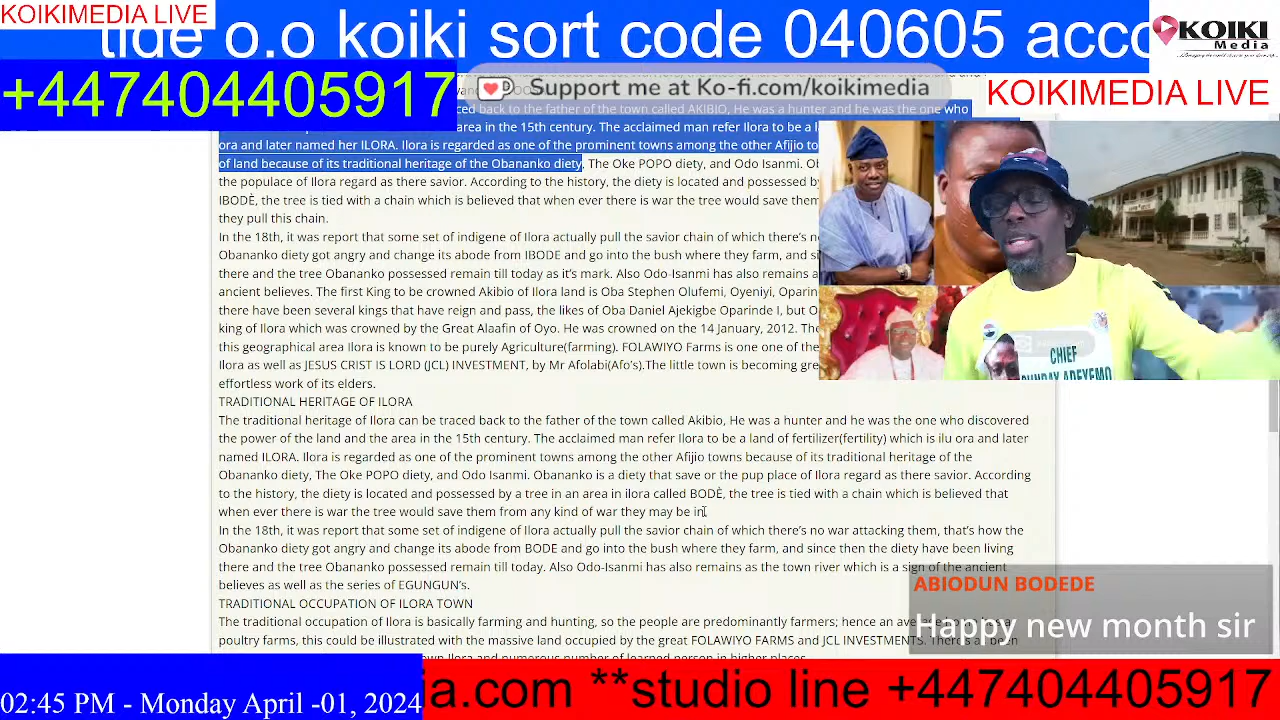 KOIKIMEDIA LIVE
tide o.o koiki sort code 040605 acco
KOIKI
Media
+447404405917
Support me at Ko-fi.com/koikimedia
KOIKIMEDIA LIVE
ced back to the father of the town called AKIBIO. He was a hunter and he was the one who
area in the 15th century. The acclaimed man refer Ilora to be a
ora and later named her ILORA. Ilora is regarded as one of the prominent towns among the other Afijio to
of land because of its traditional heritage of the Obananko diety, The Oke POPO diety, and Odo Isanmi. Ob
the populace of Ilora regard as there savior. According to the history, the diety is located and possessed by
IBODÈ, the tree is tied with a chain which is believed that when ever there is war the tree would save them
they pull this chain.
In the 18th, it was report that some set of indigene of Ilora actually pull the savior chain of which there's no
Obananko diety got angry and change its abode from IBODE and go into the bush where they farm, and si
there and the tree Obananko possessed remain till today as it's mark. Also Odo-Isanmi has also remains a
ancient believes. The first King to be crowned Akibio of Ilora land is Oba Stephen Olufemi, Oyeniyi, Oparin
there have been several kings that have reign and pass, the likes of Oba Daniel Ajekigbe Oparinde I, but O
king of Ilora which was crowned by the Great Alaafin of Oyo. He was crowned on the 14 January, 2012. The
this geographical area Ilora is known to be purely Agriculture(farming). FOLAWIYO Farms is one one of the
Ilora as well as JESUS CRIST IS LORD (JCL) INVESTMENT, by Mr Afolabi(Afo's).The little town is becoming gre
effortless work of its elders.
TRADITIONAL HERITAGE OF ILORA
The traditional heritage of Ilora can be traced back to the father of the town called Akibio, He was a hunter and he was the one who discovered
the power of the land and the area in the 15th century. The acclaimed man refer Ilora to be a land of fertilizer(fertility) which is ilu ora and later
named ILORA. Ilora is regarded as one of the prominent towns among the other Afijio towns because of its traditional heritage of the
Obananko diety, The Oke POPO diety, and Odo Isanmi. Obananko is a diety that save or the pup place of Ilora regard as there savior. According
to the history, the diety is located and possessed by a tree in an area in ilora called BODÈ, the tree is tied with a chain which is believed that
when ever there is war the tree would save them from any kind of war they may be in.
In the 18th, it was report that some set of indigene of Ilora actually pull the savior chain of which there's no war attacking them, that's how the
Obananko diety got angry and change its abode from BODE and go into the bush where they farm, and since then the diety have been living
there and the tree Obananko possessed remain till today. Also Odo-Isanmi has also remains as the town river which is a sign of the ancient
believes as well as the series of EGUNGUN's.
TRADITIONAL OCCUPATION OF ILORA TOWN
The traditional occupation of Ilora is basically farming and hunting, so the people are predominantly farmers; hence an
poultry farms, this could be illustrated with the massive land occupied by the great FOLAWIYO FARMS and JCL INVESTMENTS.
town Ilora and numerous number of learned person in higher places.
CHIEF
SUNDAY ADEYEMO
ABIODUN BODEDE
Happy new month sir
02:45 PM - Monday April -01, 2024
ia.com **studio line +447404405917